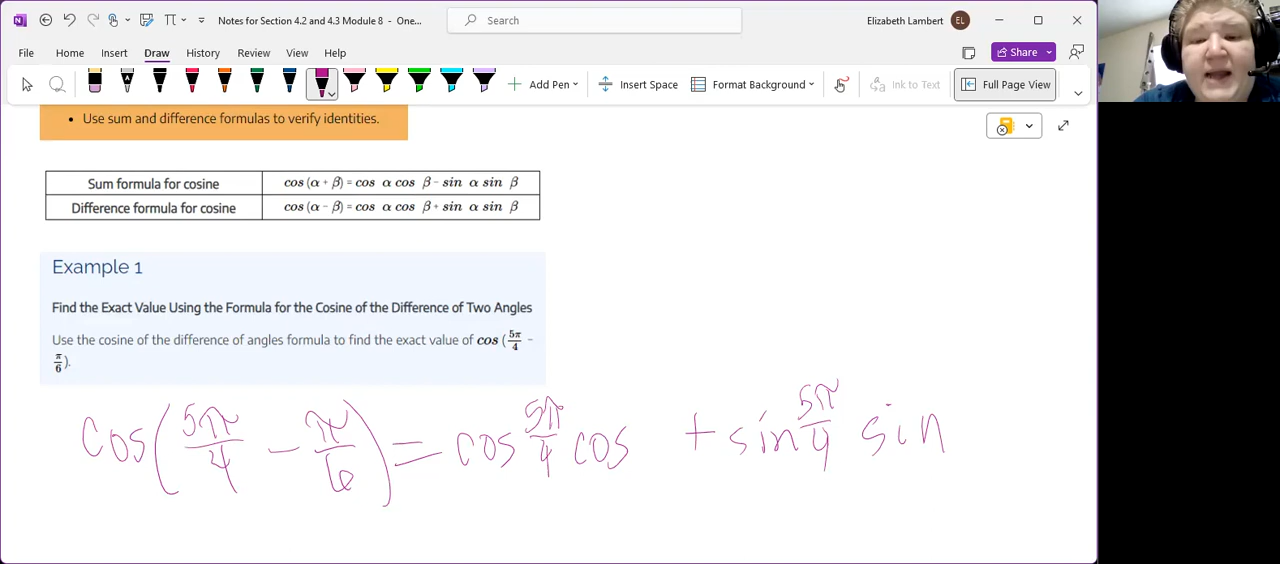 Notes for Section 4.2 and 4.3 Module 8 - One...
Search
Elizabeth Lambert EL
File Home Insert Draw History Review View Help
Share
Add Pen Insert Space Format Background Ink to Text Full Page View
• Use sum and difference formulas to verify identities.
Sum formula for cosine cos (α + β) = cos α cos β − sin α sin β
Difference formula for cosine cos (α − β) = cos α cos β + sin α sin β
Example 1
Find the Exact Value Using the Formula for the Cosine of the Difference of Two Angles
Use the cosine of the difference of angles formula to find the exact value of cos (5π/4 −
π/6).
cos(5π/4 − π/6) = cos 5π/4 cos + sin 5π/4 sin